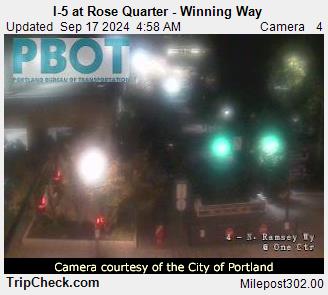 I-5 at Rose Quarter - Winning Way
Updated Sep 17 2024 4:58 AM Camera 4
PBOT
PORTLAND BUREAU OF TRANSPORTATION
4 - N. Ramsey Wy
@ One Ctr
Camera courtesy of the City of Portland
TripCheck.com Milepost302.00